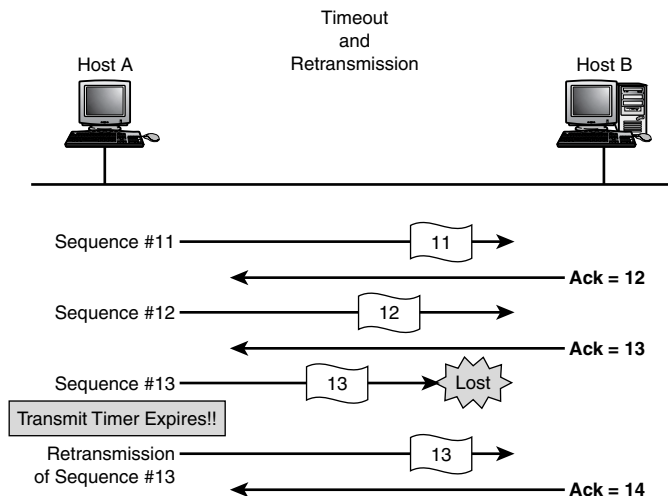 Timeout
and
Retransmission
Host A
Host B
Sequence #11
11
Ack = 12
Sequence #12
12
Ack = 13
Sequence #13
13
Lost
Transmit Timer Expires!!
Retransmission
of Sequence #13
13
Ack = 14